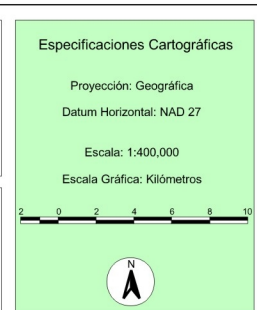 Especificaciones Cartográficas
Proyección: Geográfica
Datum Horizontal: NAD 27
Escala: 1:400,000
Escala Gráfica: Kilómetros
2 0 2 4 6 8 10
N